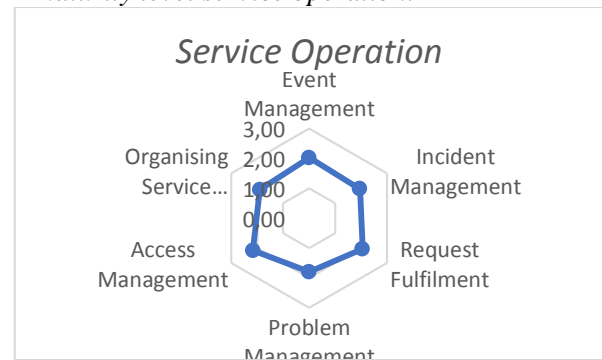 Service Operation
Event
Management
3,00
2,00
1,00
0,00
Incident
Management
Request
Fulfilment
Problem
Management
Access
Management
Organising
Service...